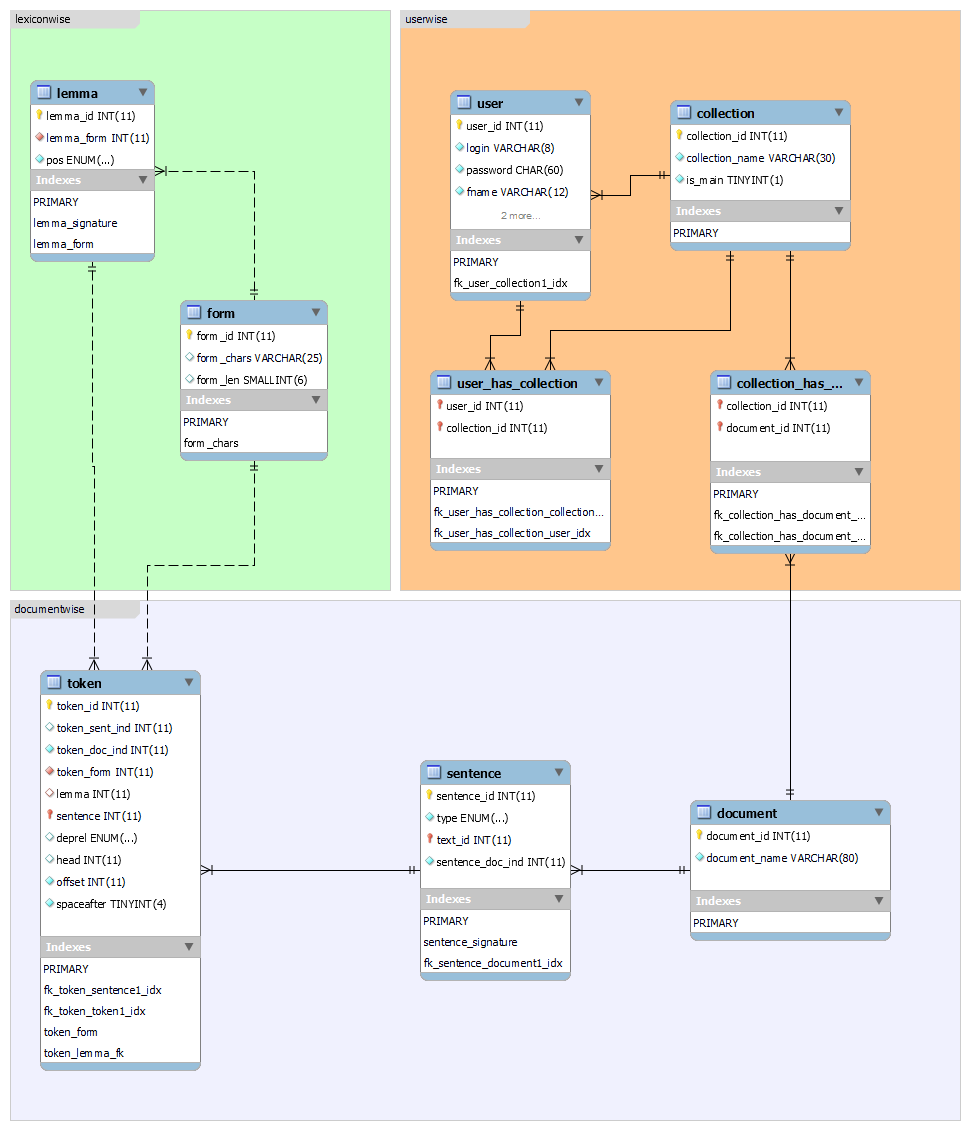 lexiconwise
lemma
lemma_id INT(11)
lemma_form INT(11)
pos ENUM(...)
Indexes
PRIMARY
lemma_signature
lemma_form
form
form_id INT(11)
form_chars VARCHAR(25)
form_len SMALLINT(6)
Indexes
PRIMARY
form_chars
userwise
user
user_id INT(11)
login VARCHAR(8)
password CHAR(60)
fname VARCHAR(12)
2 more...
Indexes
PRIMARY
fk_user_collection1_idx
collection
collection_id INT(11)
collection_name VARCHAR(30)
is_main TINYINT(1)
Indexes
PRIMARY
user_has_collection
user_id INT(11)
collection_id INT(11)
Indexes
PRIMARY
fk_user_has_collection_collection...
fk_user_has_collection_user_idx
collection_has_...
collection_id INT(11)
document_id INT(11)
Indexes
PRIMARY
fk_collection_has_document_...
fk_collection_has_document_...
documentwise
token
token_id INT(11)
token_sent_ind INT(11)
token_doc_ind INT(11)
token_form INT(11)
lemma INT(11)
sentence INT(11)
deprel ENUM(...)
head INT(11)
offset INT(11)
spaceafter TINYINT(4)
Indexes
PRIMARY
fk_token_sentence1_idx
fk_token_token1_idx
token_form
token_lemma_fk
sentence
sentence_id INT(11)
type ENUM(...)
text_id INT(11)
sentence_doc_ind INT(11)
Indexes
PRIMARY
sentence_signature
fk_sentence_document1_idx
document
document_id INT(11)
document_name VARCHAR(80)
Indexes
PRIMARY